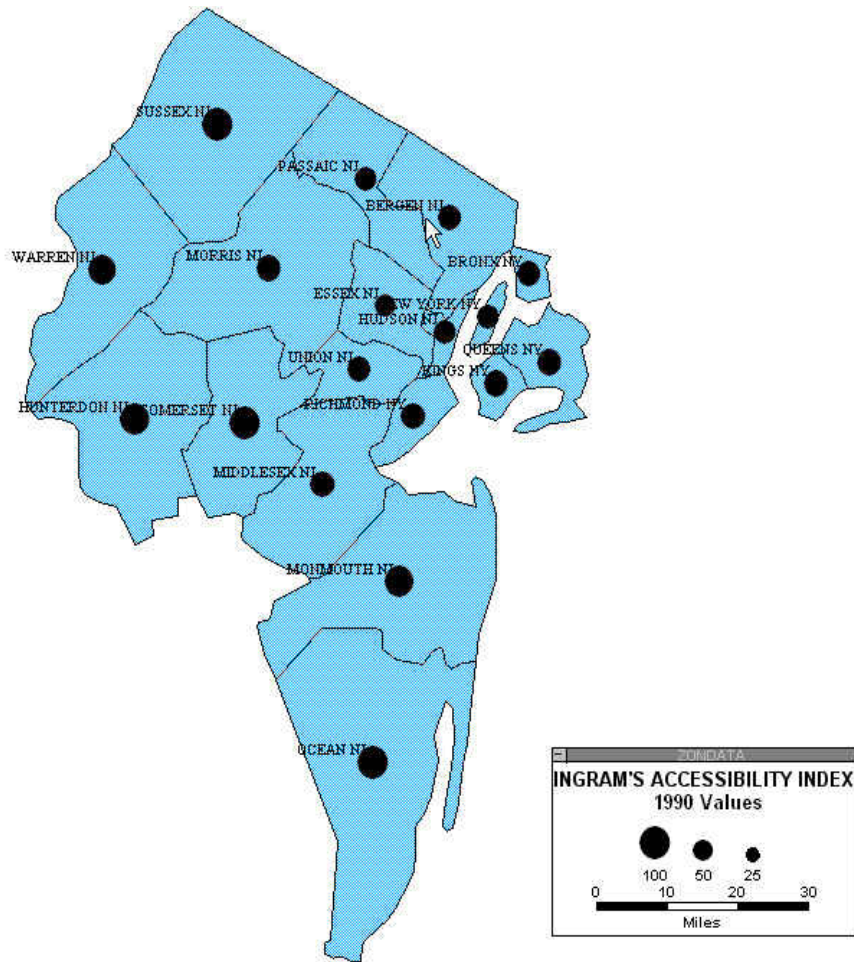 SUSSEX NJ
PASSAIC NJ
BERGEN NJ
WARREN NJ
MORRIS NJ
BRONX NY
ESSEX NJ
EW YORK NY
HUDSON NJ
QUEENS NY
UNION NJ
KINGS NY
HUNTERDON NJ
SOMERSET NJ
RICHMOND NY
MIDDLESEX NJ
MONMOUTH NJ
OCEAN NJ
ZONDATA
INGRAM'S ACCESSIBILITY INDEX
1990 Values
100 50 25
0 10 20 30
Miles